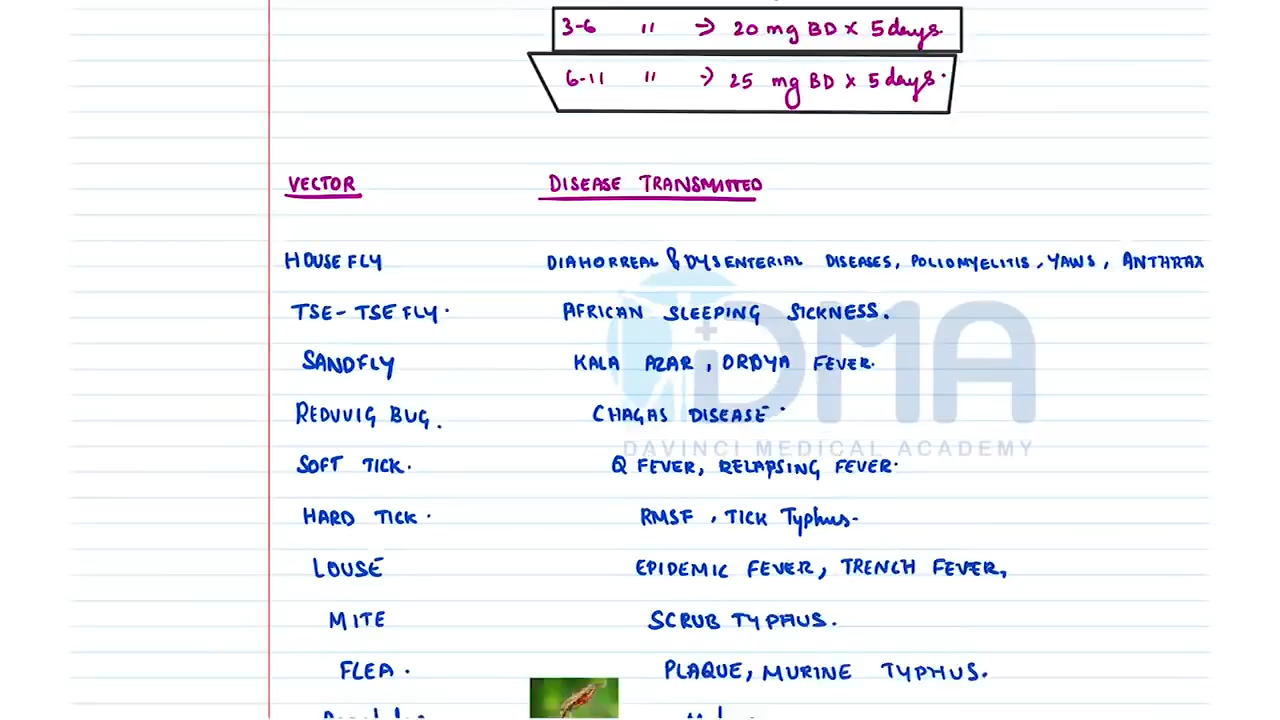 3-6 " → 20 mg BD x 5 days.
6-11 " → 25 mg BD x 5 days.
VECTOR DISEASE TRANSMITTED
HOUSEFLY DIAHORREAL & DYSENTERIAL DISEASES, POLIOMYELITIS, YAWS, ANTHRAX
TSE-TSE FLY. AFRICAN SLEEPING SICKNESS.
SANDFLY KALA AZAR, OROYA FEVER.
REDUVIG BUG. CHAGAS DISEASE.
SOFT TICK. Q FEVER, RELAPSING FEVER.
HARD TICK. RMSF, TICK Typhus.
LOUSE EPIDEMIC FEVER, TRENCH FEVER,
MITE SCRUB TYPHUS.
FLEA. PLAQUE, MURINE TYPHUS.
DMA
DAVINCI MEDICAL ACADEMY